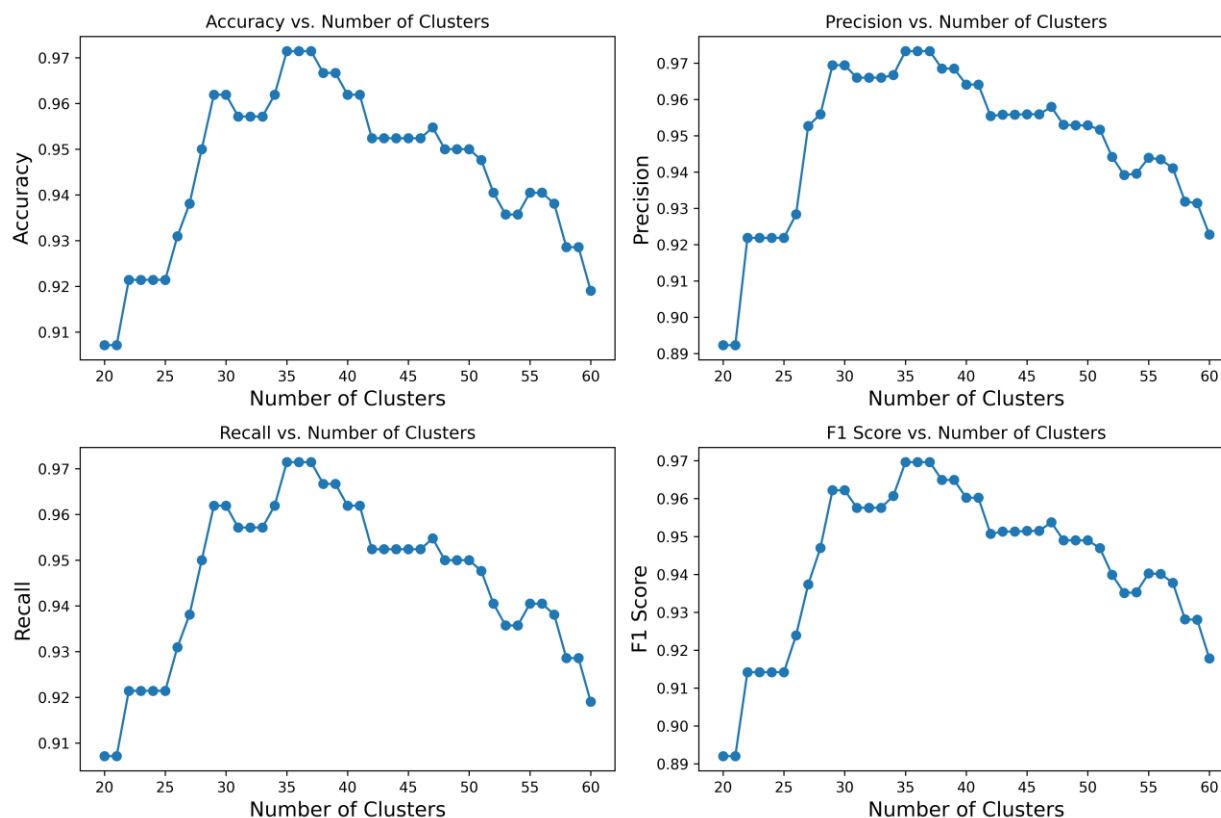 Accuracy vs. Number of Clusters
0.97
0.96
0.95
0.94
0.93
0.92
0.91
Accuracy
20 25 30 35 40 45 50 55 60
Number of Clusters
Precision vs. Number of Clusters
0.97
0.96
0.95
0.94
0.93
0.92
0.91
0.90
0.89
Precision
20 25 30 35 40 45 50 55 60
Number of Clusters
Recall vs. Number of Clusters
0.97
0.96
0.95
0.94
0.93
0.92
0.91
Recall
20 25 30 35 40 45 50 55 60
Number of Clusters
F1 Score vs. Number of Clusters
0.97
0.96
0.95
0.94
0.93
0.92
0.91
0.90
0.89
F1 Score
20 25 30 35 40 45 50 55 60
Number of Clusters